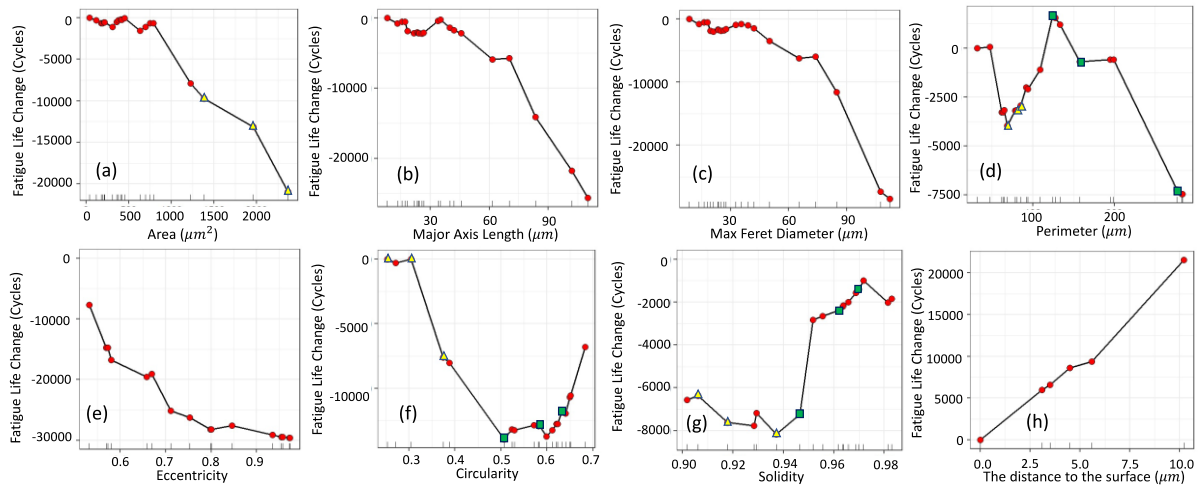 Fatigue Life Change (Cycles)
0
-5000
-10000
-15000
-20000
(a)
0 500 1000 1500 2000
Area (μm²)
Fatigue Life Change (Cycles)
0
-10000
-20000
(b)
30 60 90
Major Axis Length (μm)
Fatigue Life Change (Cycles)
0
-10000
-20000
(c)
30 60 90
Max Feret Diameter (μm)
Fatigue Life Change (Cycles)
0
-2500
-5000
-7500
(d)
100 200
Perimeter (μm)
Fatigue Life Change (Cycles)
0
-10000
-20000
-30000
(e)
0.6 0.7 0.8 0.9
Eccentricity
Fatigue Life Change (Cycles)
0
-5000
-10000
(f)
0.3 0.4 0.5 0.6 0.7
Circularity
Fatigue Life Change (Cycles)
0
-2000
-4000
-6000
-8000
(g)
0.90 0.92 0.94 0.96 0.98
Solidity
Fatigue Life Change (Cycles)
20000
15000
10000
5000
0
(h)
0.0 2.5 5.0 7.5 10.0
The distance to the surface (μm)